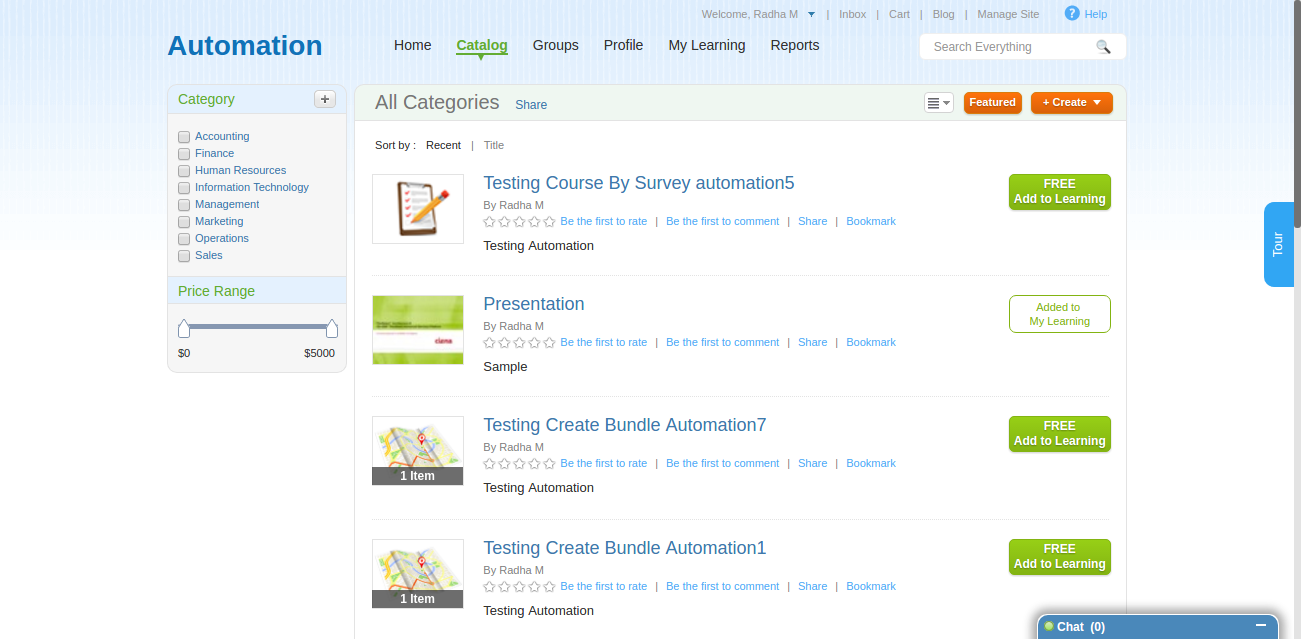 Welcome, Radha M | Inbox | Cart | Blog | Manage Site ? Help
Automation
Home Catalog Groups Profile My Learning Reports
Search Everything
Category +
Accounting
Finance
Human Resources
Information Technology
Management
Marketing
Operations
Sales
Price Range
$0 $5000
All Categories Share
Featured + Create
Sort by : Recent | Title
Testing Course By Survey automation5
By Radha M
Be the first to rate | Be the first to comment | Share | Bookmark
Testing Automation
FREE
Add to Learning
ciena
Presentation
By Radha M
Be the first to rate | Be the first to comment | Share | Bookmark
Sample
Added to
My Learning
1 Item
Testing Create Bundle Automation7
By Radha M
Be the first to rate | Be the first to comment | Share | Bookmark
Testing Automation
FREE
Add to Learning
1 Item
Testing Create Bundle Automation1
By Radha M
Be the first to rate | Be the first to comment | Share | Bookmark
Testing Automation
FREE
Add to Learning
Tour
Chat (0)